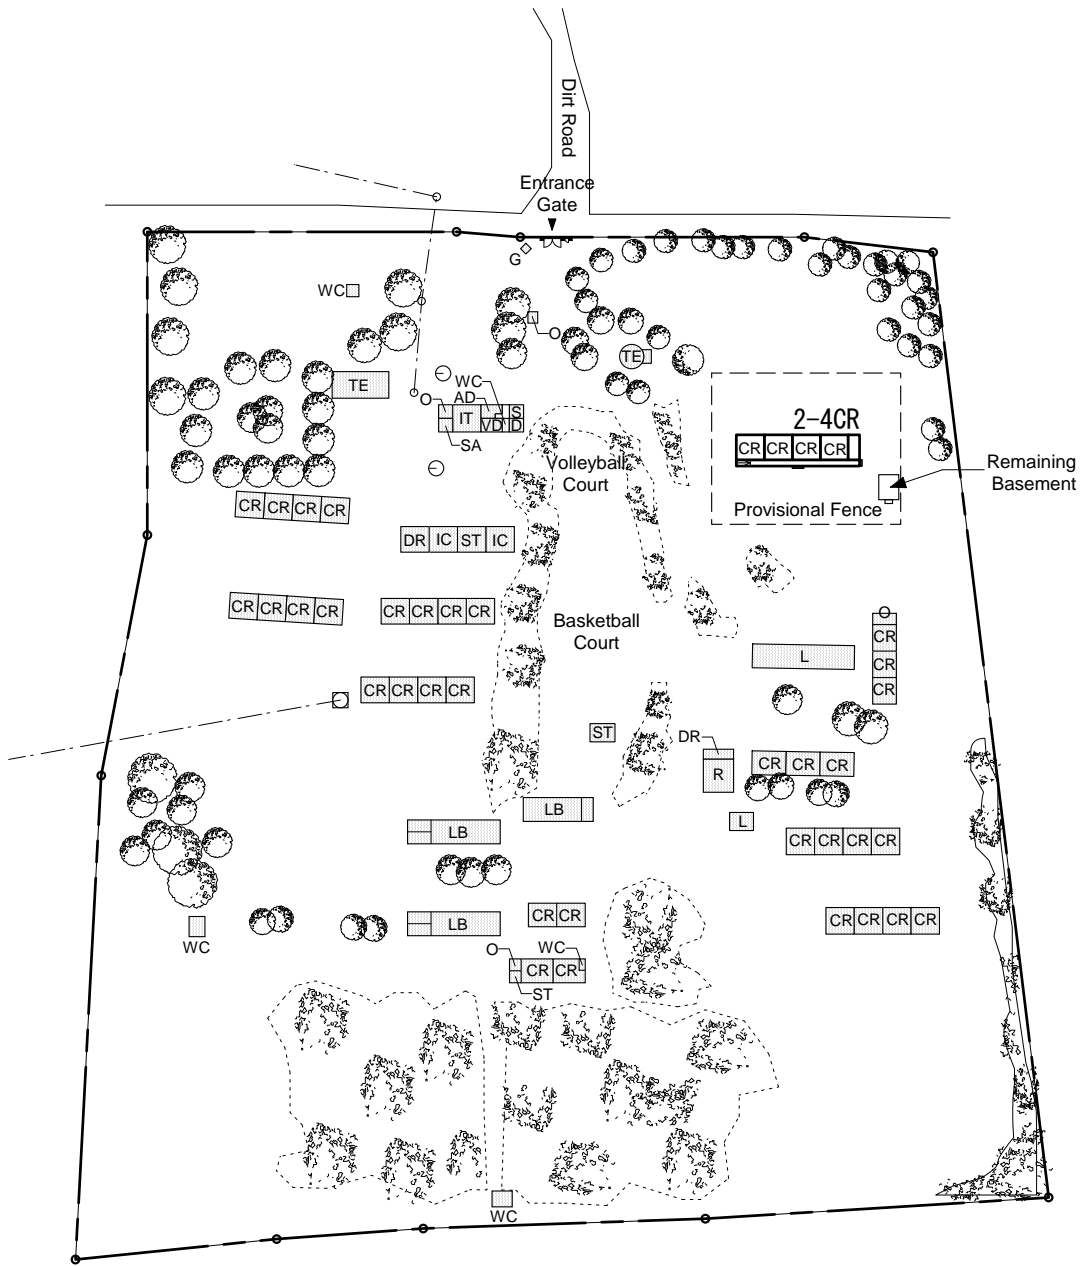 Dirt Road
Entrance
Gate
G
WC
O
TE
TE
WC
AD
O
IT
S
VD
D
SA
2-4CR
CR CR CR CR
Volleyball
Court
Remaining
Basement
Provisional Fence
CR CR CR CR
DR IC ST IC
CR CR CR CR
CR CR CR CR
Basketball
Court
O
CR
CR
CR
L
CR CR CR CR
ST
DR
R
CR CR CR
LB
L
LB
CR CR CR CR
CR CR
LB
CR CR CR CR
WC
O
WC
CR CR
ST
WC